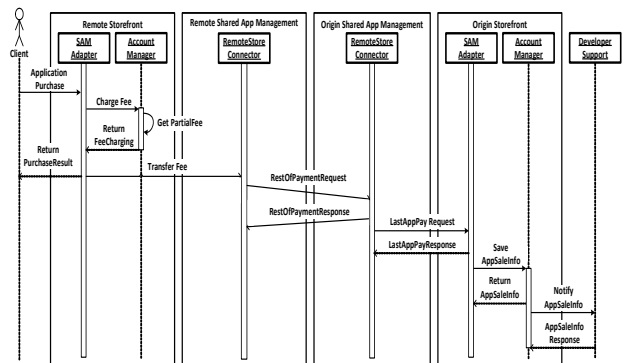 Remote Storefront
Remote Shared App Management
Origin Shared App Management
Origin Storefront
Client
SAM
Adapter
Account
Manager
RemoteStore
Connector
RemoteStore
Connector
SAM
Adapter
Account
Manager
Developer
Support
Application
Purchase
Charge Fee
Get PartialFee
Return
FeeCharging
Return
PurchaseResult
Transfer Fee
RestOfPaymentRequest
RestOfPaymentResponse
LastAppPay Request
LastAppPayResponse
Save
AppSaleInfo
Return
AppSaleInfo
Notify
AppSaleInfo
AppSaleInfo
Response